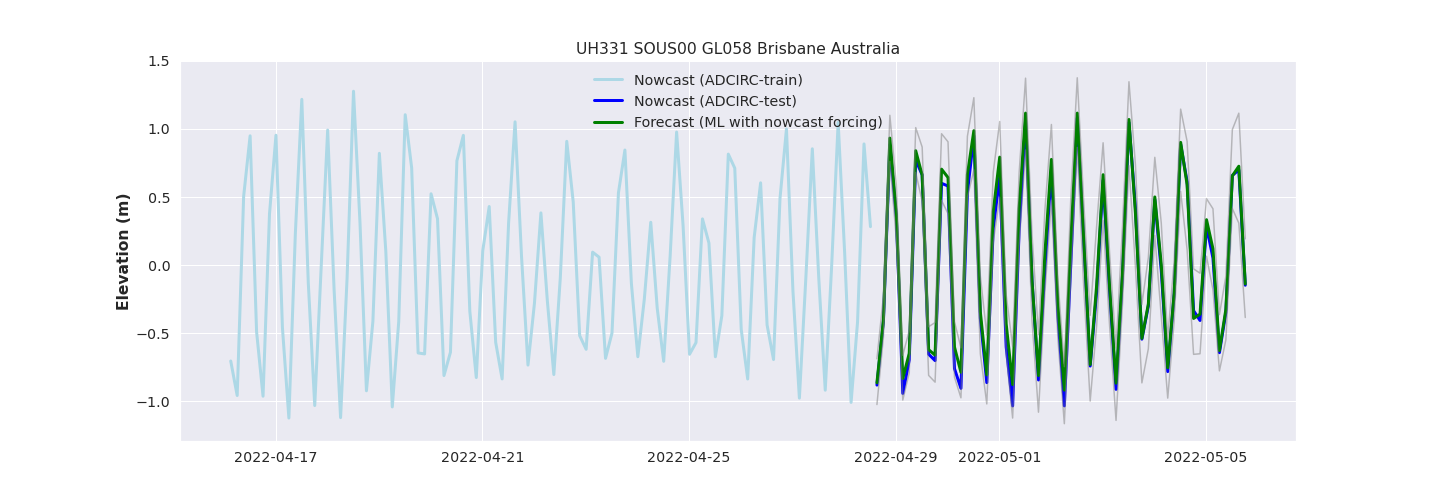 UH331 SOUS00 GL058 Brisbane Australia
Nowcast (ADCIRC-train)
Nowcast (ADCIRC-test)
Forecast (ML with nowcast forcing)
Elevation (m)
1.5
1.0
0.5
0.0
−0.5
−1.0
2022-04-17 2022-04-21 2022-04-25 2022-04-29 2022-05-01 2022-05-05